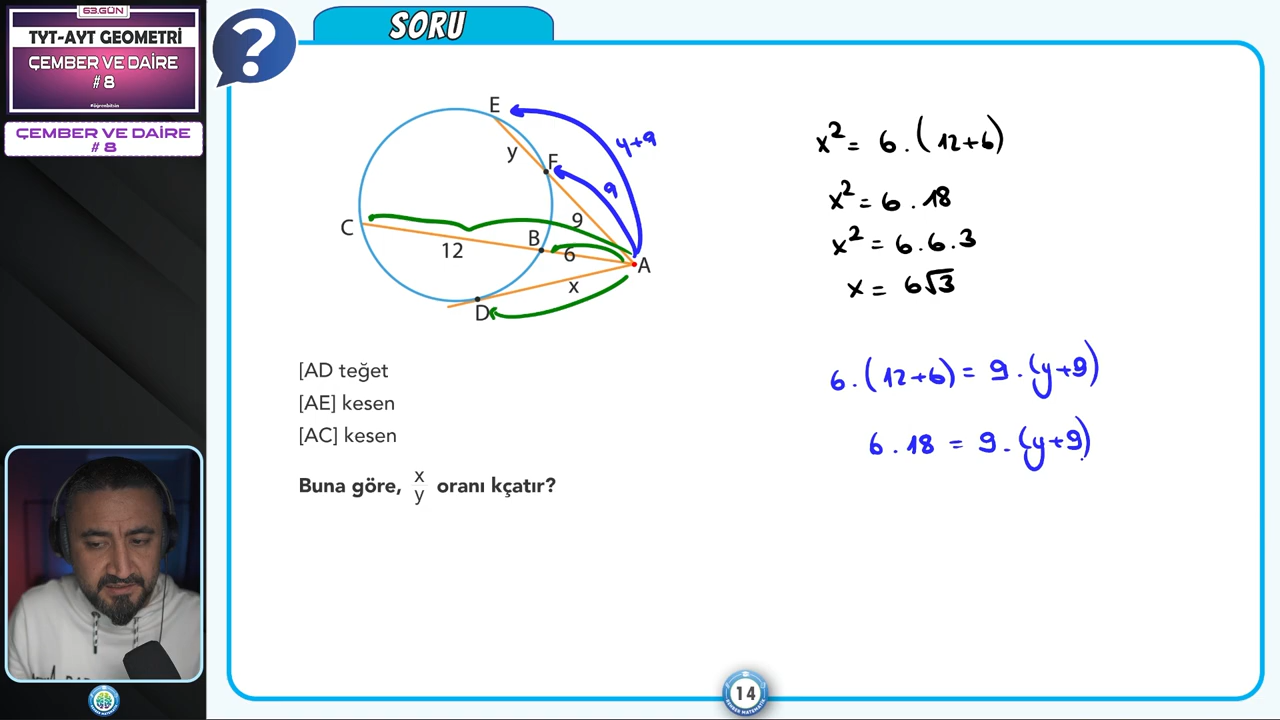 63.GÜN
TYT-AYT GEOMETRİ
ÇEMBER VE DAİRE
# 8
#öğrenbitsin
ÇEMBER VE DAİRE
# 8
?
SORU
E
y+9
y
F
9
9
C
B
12
6
A
x
D
[AD teğet
[AE] kesen
[AC] kesen
Buna göre, x/y oranı kçatır?
x² = 6 . (12+6)
x² = 6 . 18
x² = 6.6.3
x = 6√3
6.(12+6) = 9.(y+9)
6.18 = 9.(y+9)
14